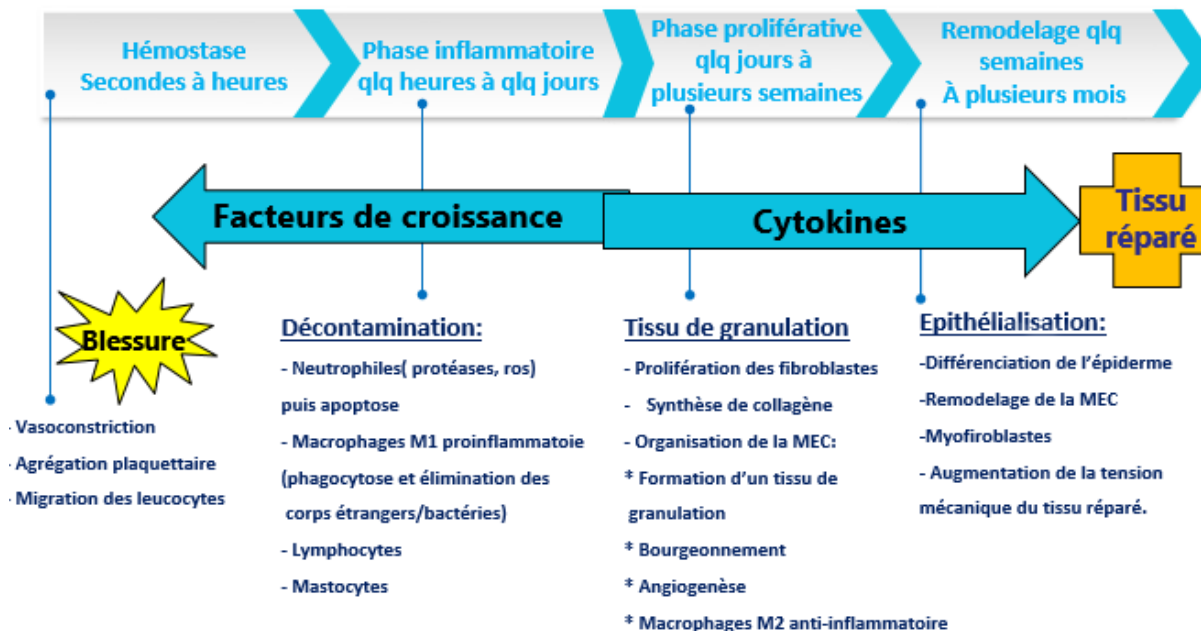 Hémostase
Secondes à heures
Phase inflammatoire
qlq heures à qlq jours
Phase proliférative
qlq jours à
plusieurs semaines
Remodelage qlq
semaines
À plusieurs mois
Facteurs de croissance
Cytokines
Tissu
réparé
Blessure
- Vasoconstriction
- Agrégation plaquettaire
- Migration des leucocytes
Décontamination:
- Neutrophiles( protéases, ros)
puis apoptose
- Macrophages M1 proinflammatoie
(phagocytose et élimination des
corps étrangers/bactéries)
- Lymphocytes
- Mastocytes
Tissu de granulation
- Prolifération des fibroblastes
- Synthèse de collagène
- Organisation de la MEC:
* Formation d'un tissu de
granulation
* Bourgeonnement
* Angiogenèse
* Macrophages M2 anti-inflammatoire
Epithélialisation:
-Différenciation de l'épiderme
-Remodelage de la MEC
-Myofiroblastes
- Augmentation de la tension
mécanique du tissu réparé.